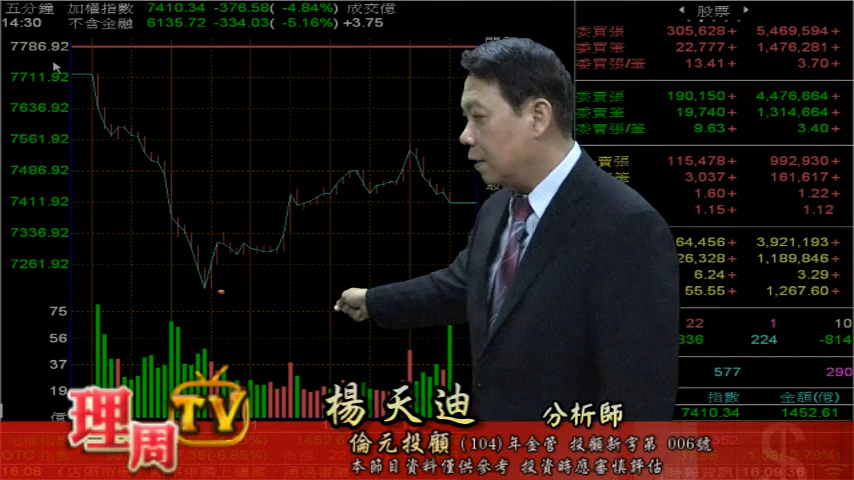 五分鐘 加權指數 7410.34 -376.58( -4.84%) 成交億
14:30 不含金融 6135.72 -334.03( -5.16%) +3.75
股票
7786.92
7711.92
7636.92
7561.92
7486.92
7411.92
7336.92
7261.92
75
56
37
19
億
委買張 305,628+ 5,469,594+
委買筆 22,777+ 1,476,281+
委買張/筆 13.41+ 3.70+
委賣張 190,150+ 4,476,664+
委賣筆 19,740+ 1,314,664+
委賣張/筆 9.63+ 3.40+
賣張 115,478+ 992,930+
筆 3,037+ 161,617+
1.60+ 1.22+
1.15+ 1.12
64,456+ 3,921,193+
26,328+ 1,189,846+
6.24+ 3.29+
55.55+ 1,267.60+
22 1 10
336 224 -814
577 290
指數 金額(億)
7410.34 1452.61
理周TV
楊天迪 分析師
倫元投顧 (104)年金管 投顧新字第 006號
本節目資料僅供參考 投資時應審慎評估
16:08
16:09:36